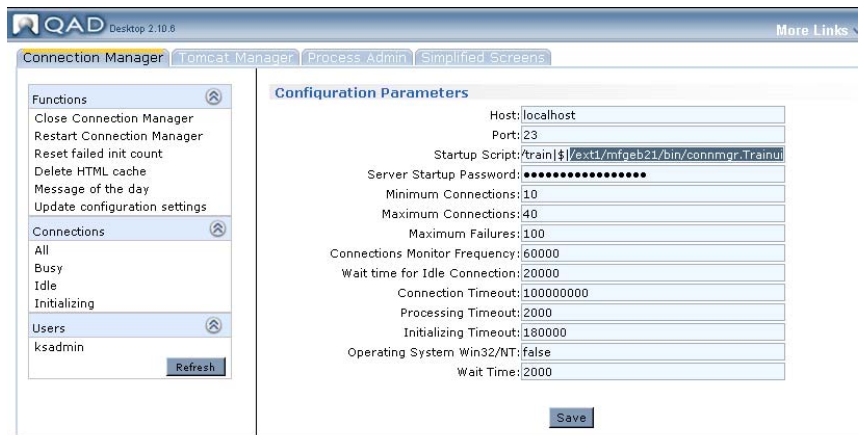 QAD Desktop 2.10.6
More Links
Connection Manager Tomcat Manager Process Admin Simplified Screens
Functions
Close Connection Manager
Restart Connection Manager
Reset failed init count
Delete HTML cache
Message of the day
Update configuration settings
Connections
All
Busy
Idle
Initializing
Users
ksadmin
Refresh
Configuration Parameters
Host: localhost
Port: 23
Startup Script: /train|$|/ext1/mfgeb21/bin/connmgr.Trainui
Server Startup Password: •••••••••••••••••
Minimum Connections: 10
Maximum Connections: 40
Maximum Failures: 100
Connections Monitor Frequency: 60000
Wait time for Idle Connection: 20000
Connection Timeout: 100000000
Processing Timeout: 2000
Initializing Timeout: 180000
Operating System Win32/NT: false
Wait Time: 2000
Save